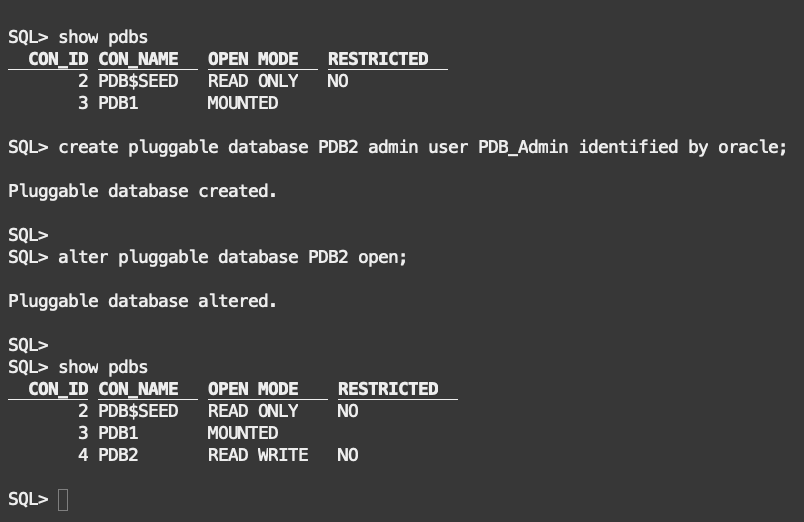 SQL> show pdbs
CON_ID CON_NAME OPEN MODE RESTRICTED
2 PDB$SEED READ ONLY NO
3 PDB1 MOUNTED
SQL> create pluggable database PDB2 admin user PDB_Admin identified by oracle;
Pluggable database created.
SQL>
SQL> alter pluggable database PDB2 open;
Pluggable database altered.
SQL>
SQL> show pdbs
CON_ID CON_NAME OPEN MODE RESTRICTED
2 PDB$SEED READ ONLY NO
3 PDB1 MOUNTED
4 PDB2 READ WRITE NO
SQL>